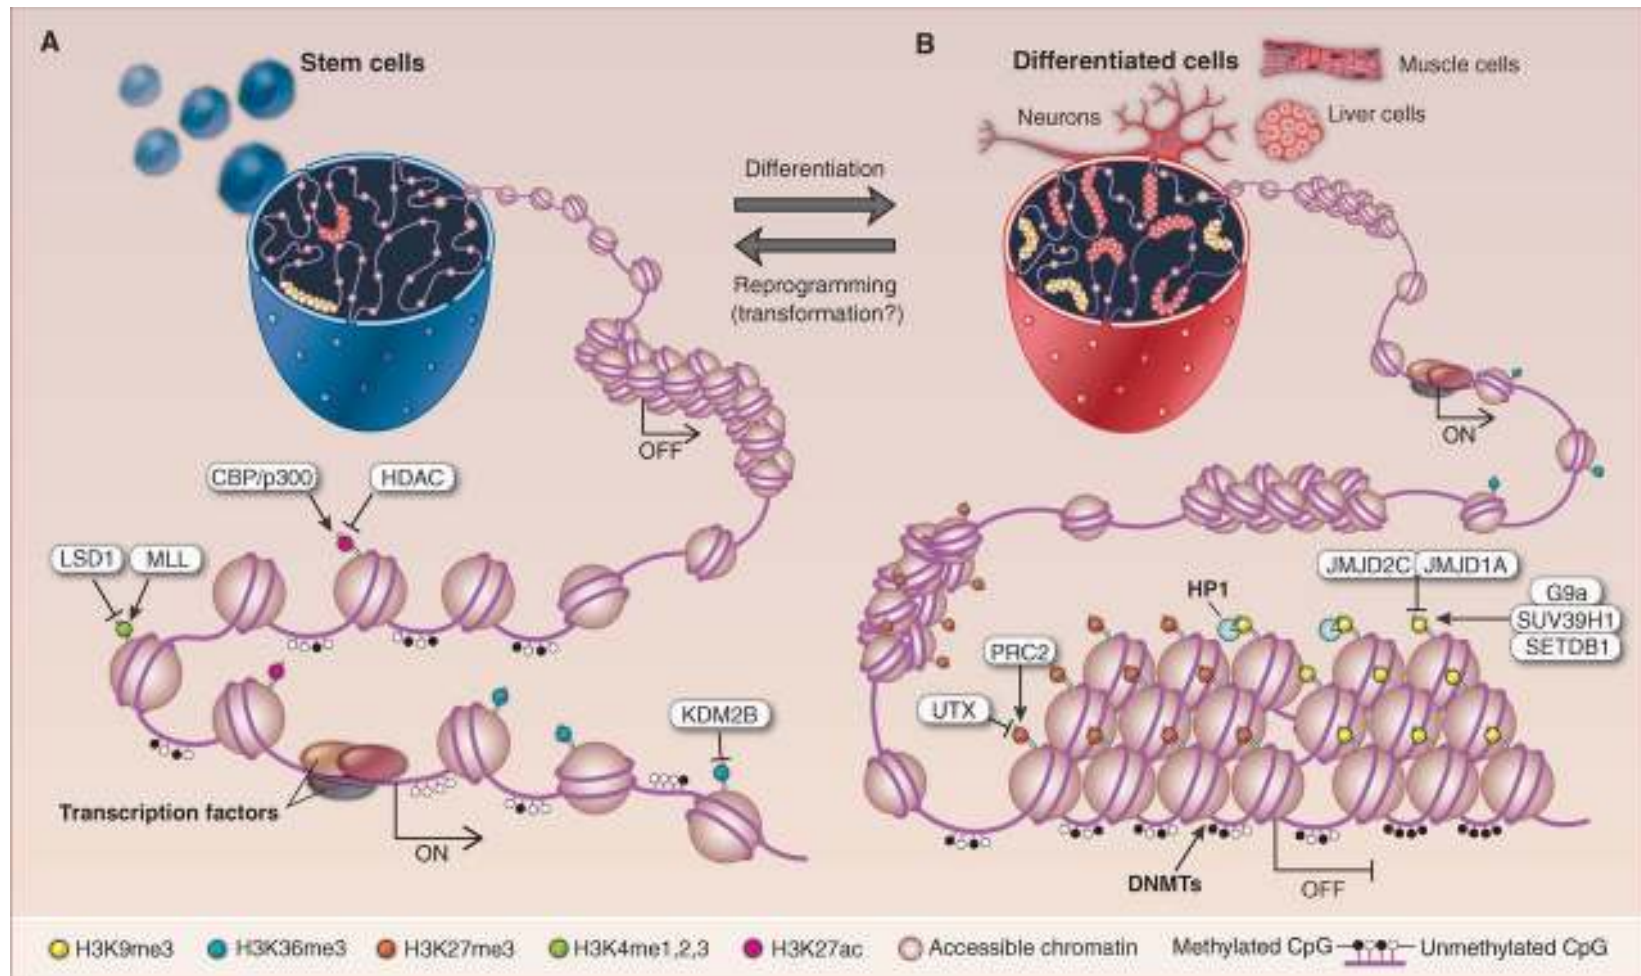 A
Stem cells
Differentiation
Reprogramming
(transformation?)
OFF
CBP/p300
HDAC
LSD1
MLL
KDM2B
Transcription factors
ON
B
Differentiated cells
Muscle cells
Neurons
Liver cells
ON
JMJD2C
JMJD1A
HP1
G9a
SUV39H1
SETDB1
PRC2
UTX
DNMTs
OFF
H3K9me3
H3K36me3
H3K27me3
H3K4me1,2,3
H3K27ac
Accessible chromatin
Methylated CpG
Unmethylated CpG